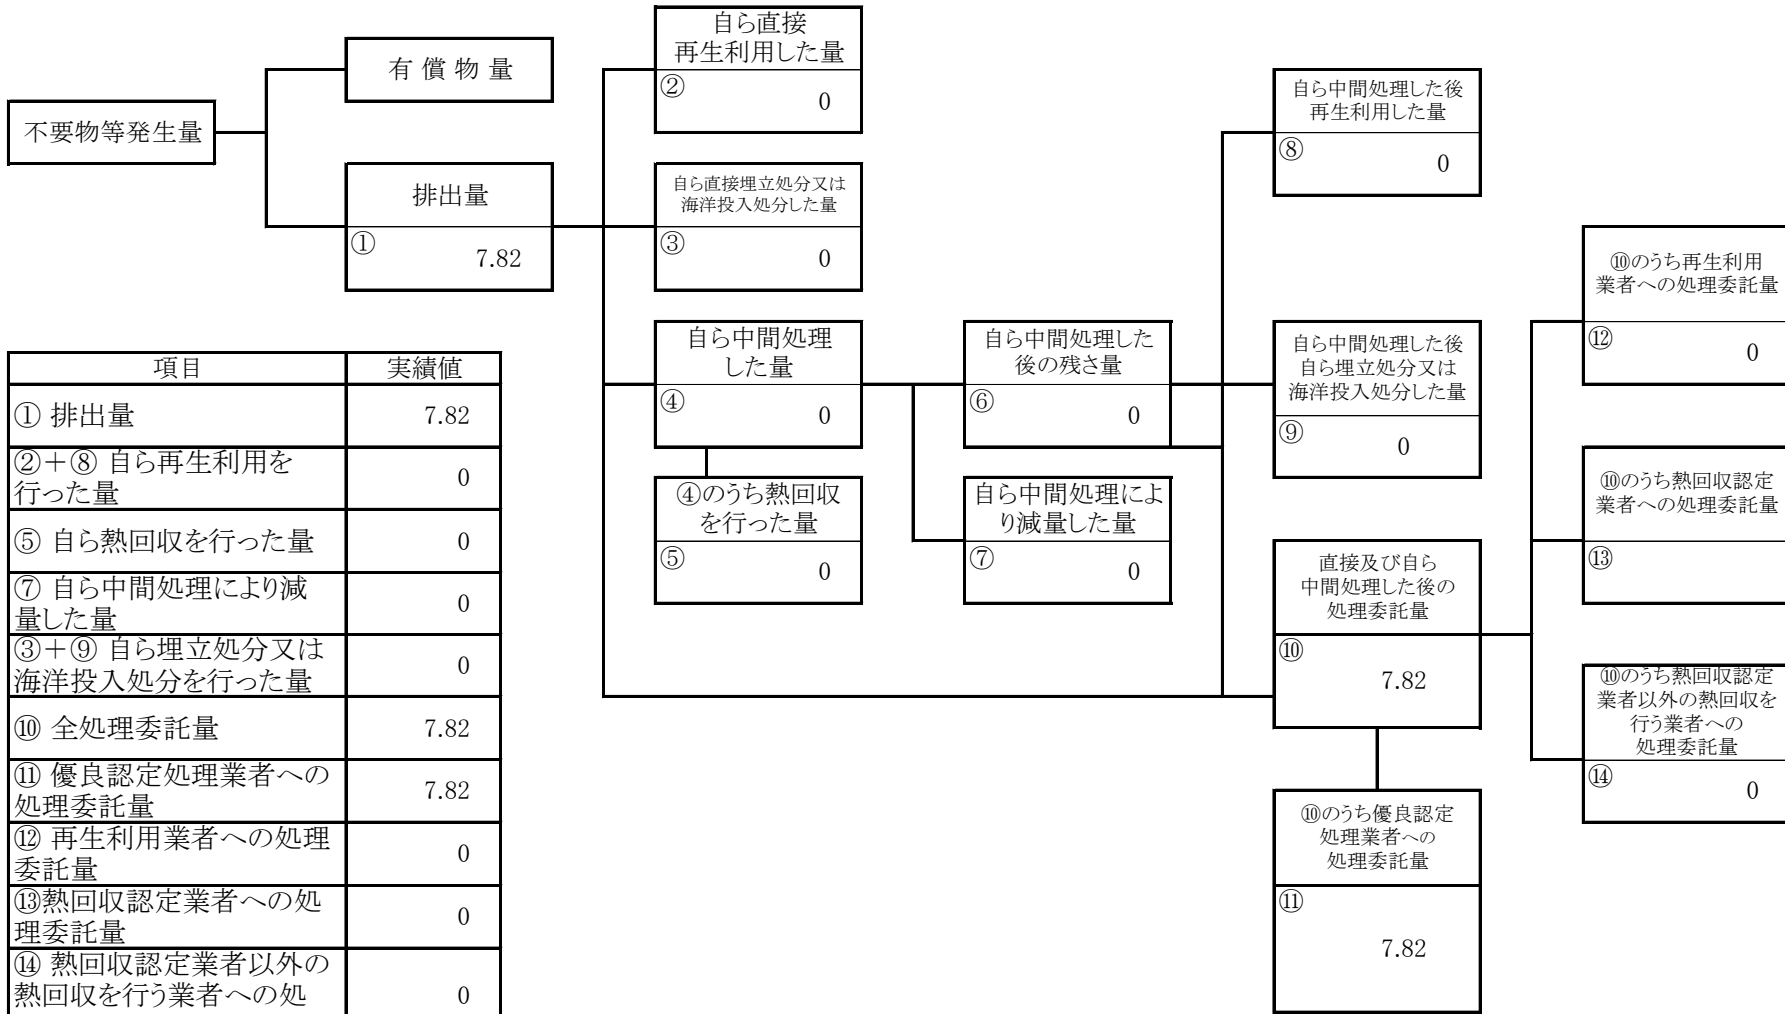 不要物等発生量
有 償 物 量
排出量
①
7.82
自ら直接
再生利用した量
②
0
自ら直接埋立処分又は
海洋投入処分した量
③
0
自ら中間処理
した量
④
0
④のうち熱回収
を行った量
⑤
0
自ら中間処理した
後の残さ量
⑥
0
自ら中間処理によ
り減量した量
⑦
0
自ら中間処理した後
再生利用した量
⑧
0
自ら中間処理した後
自ら埋立処分又は
海洋投入処分した量
⑨
0
直接及び自ら
中間処理した後の
処理委託量
⑩
7.82
⑩のうち優良認定
処理業者への
処理委託量
⑪
7.82
⑩のうち再生利用
業者への処理委託量
⑫
0
⑩のうち熱回収認定
業者への処理委託量
⑬
⑩のうち熱回収認定
業者以外の熱回収を
行う業者への
処理委託量
⑭
0
項目 実績値
① 排出量 7.82
②+⑧ 自ら再生利用を
行った量 0
⑤ 自ら熱回収を行った量 0
⑦ 自ら中間処理により減
量した量 0
③+⑨ 自ら埋立処分又は
海洋投入処分を行った量 0
⑩ 全処理委託量 7.82
⑪ 優良認定処理業者への
処理委託量 7.82
⑫ 再生利用業者への処理
委託量 0
⑬熱回収認定業者への処
理委託量 0
⑭ 熱回収認定業者以外の
熱回収を行う業者への処 0